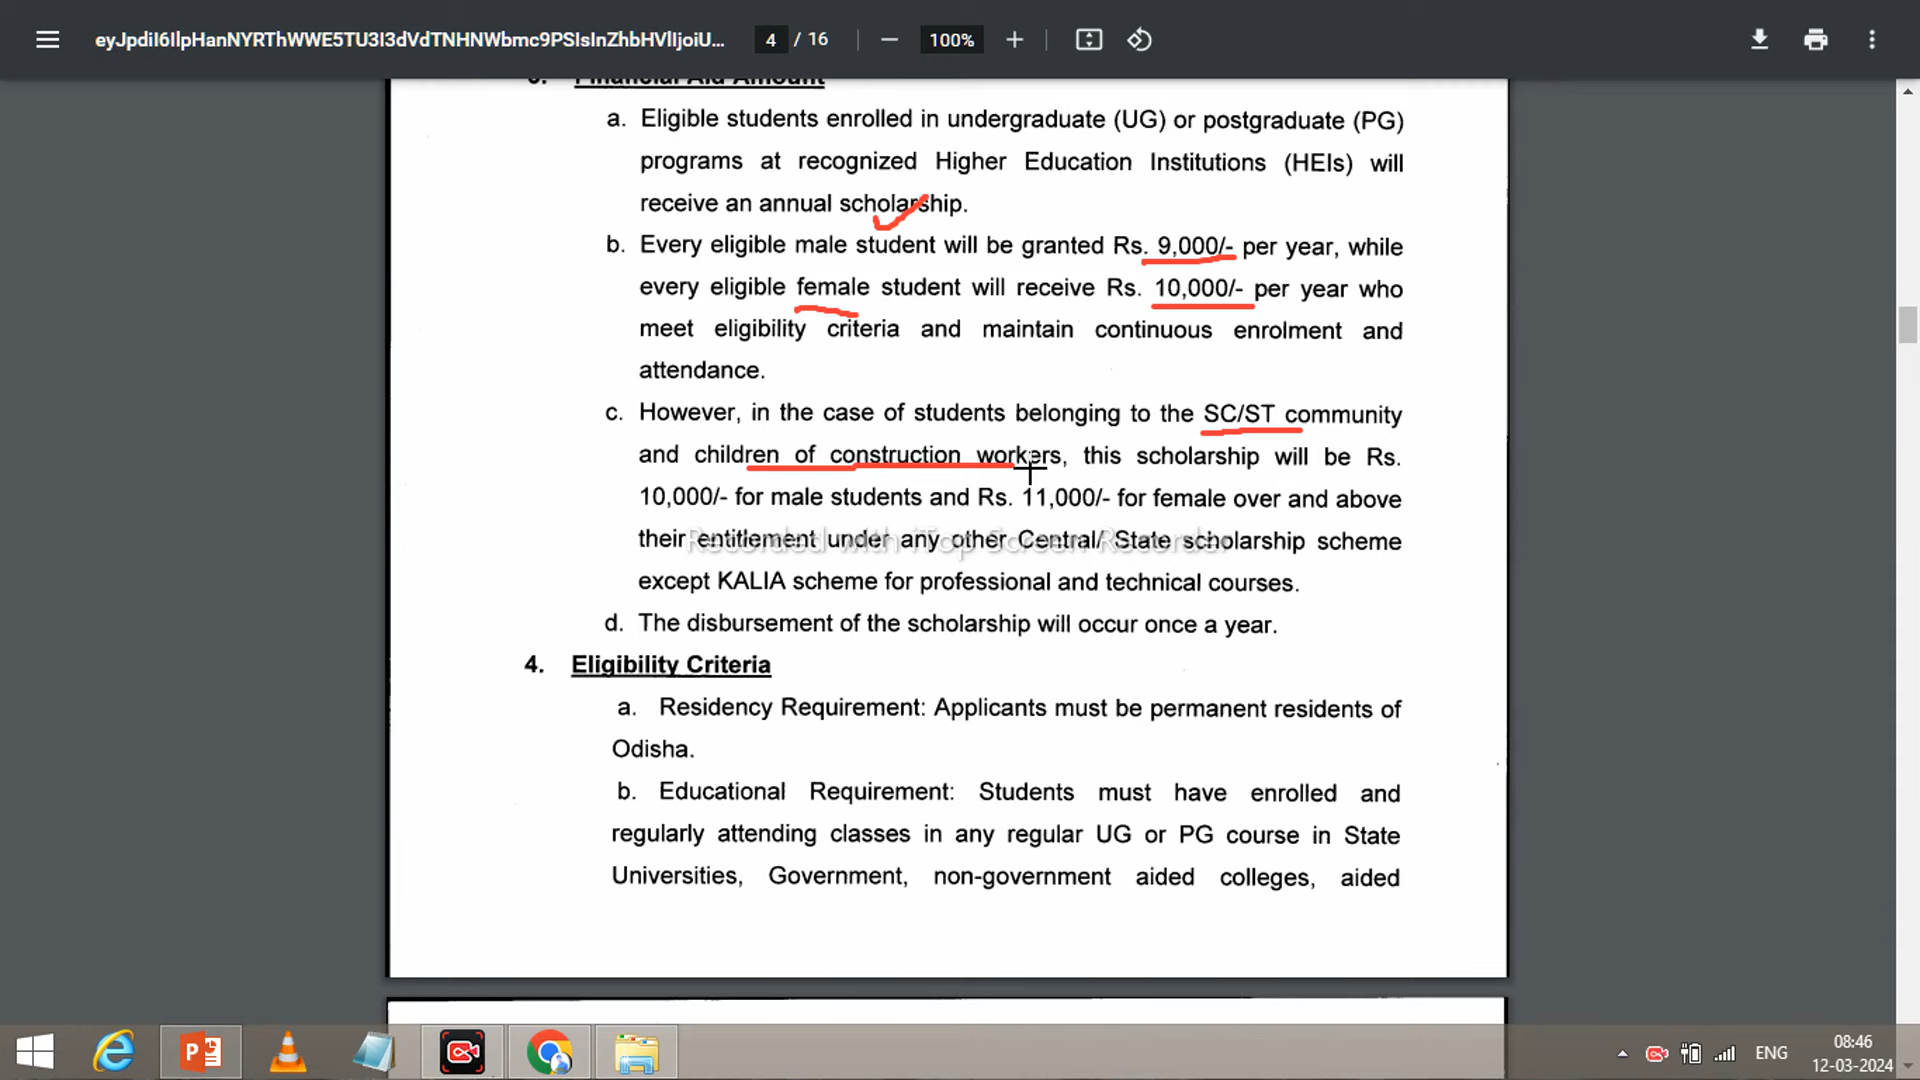 eyJpdiI6IlpHanNYRThWWE5TU3I3dVdTNHNWbmc9PSIsInZhbHVlIjoiU...
4 / 16
100%
Financial Aid Amount
a. Eligible students enrolled in undergraduate (UG) or postgraduate (PG)
programs at recognized Higher Education Institutions (HEIs) will
receive an annual scholarship.
b. Every eligible male student will be granted Rs. 9,000/- per year, while
every eligible female student will receive Rs. 10,000/- per year who
meet eligibility criteria and maintain continuous enrolment and
attendance.
c. However, in the case of students belonging to the SC/ST community
and children of construction workers, this scholarship will be Rs.
10,000/- for male students and Rs. 11,000/- for female over and above
their entitlement under any other Central/ State scholarship scheme
Recorded with iTop Screen Recorder
except KALIA scheme for professional and technical courses.
d. The disbursement of the scholarship will occur once a year.
4. Eligibility Criteria
a. Residency Requirement: Applicants must be permanent residents of
Odisha.
b. Educational Requirement: Students must have enrolled and
regularly attending classes in any regular UG or PG course in State
Universities, Government, non-government aided colleges, aided
ENG
08:46
12-03-2024